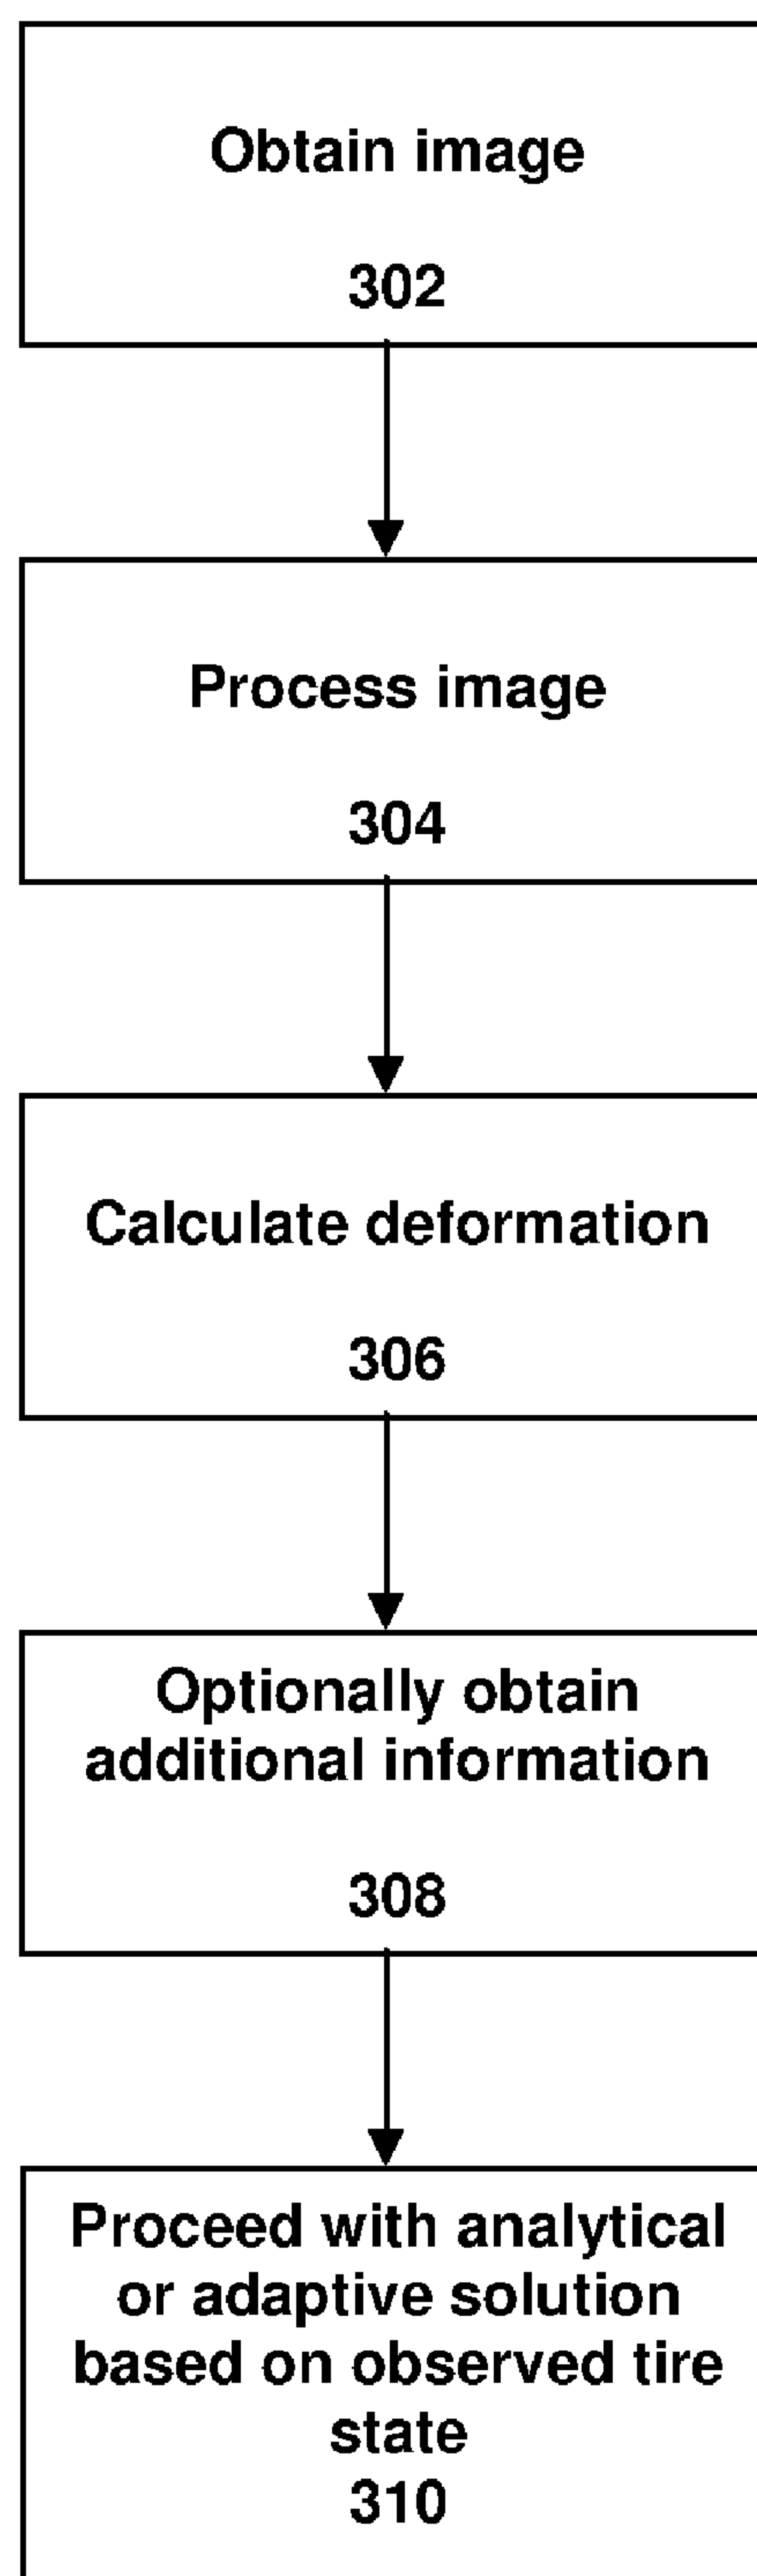 Obtain image
302
Process image
304
Calculate deformation
306
Optionally obtain
additional information
308
Proceed with analytical
or adaptive solution
based on observed tire
state
310